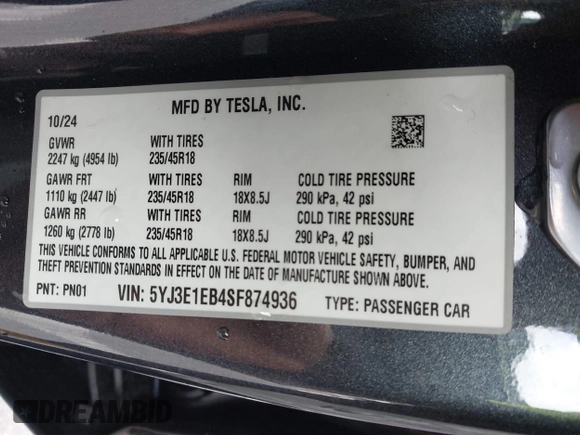 MFD BY TESLA, INC.
10/24
GVWR WITH TIRES
2247 kg (4954 lb) 235/45R18
GAWR FRT WITH TIRES RIM COLD TIRE PRESSURE
1110 kg (2447 lb) 235/45R18 18X8.5J 290 kPa, 42 psi
GAWR RR WITH TIRES RIM COLD TIRE PRESSURE
1260 kg (2778 lb) 235/45R18 18X8.5J 290 kPa, 42 psi
THIS VEHICLE CONFORMS TO ALL APPLICABLE U.S. FEDERAL MOTOR VEHICLE SAFETY, BUMPER, AND
THEFT PREVENTION STANDARDS IN EFFECT ON THE DATE OF MANUFACTURE SHOWN ABOVE.
PNT: PN01 VIN: 5YJ3E1EB4SF874936 TYPE: PASSENGER CAR
DREAMBID